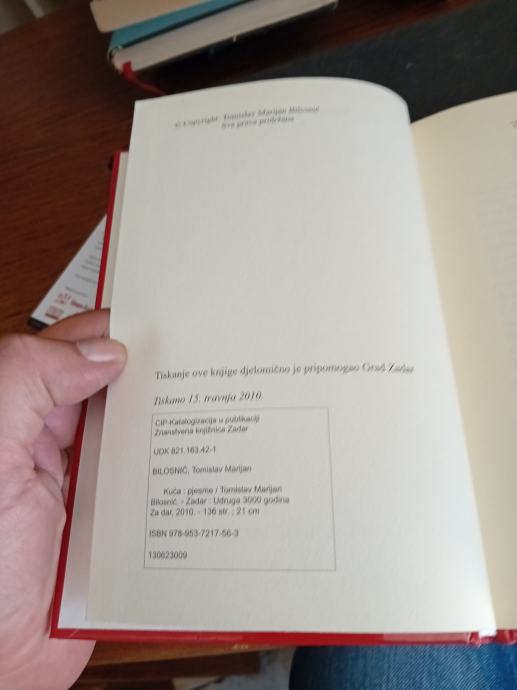 © Copyright: Tomislav Marijan Bilosnić
Sva prava pridržana
Tiskanje ove knjige djelomično je pripomogao Grad Zadar
Tiskano 15. travnja 2010.
CIP-Katalogizacija u publikaciji
Znanstvena knjižnica Zadar
UDK 821.163.42-1
BILOSNIĆ, Tomislav Marijan
Kuća : pjesme / Tomislav Marijan
Bilosnić. - Zadar : Udruga 3000 godina
Za dar, 2010. - 136 str. ; 21 cm
ISBN 978-953-7217-56-3
130623009